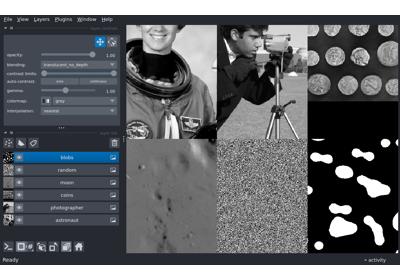 File View Layers Plugins Window Help
opacity: 1.00
blending: translucent_no_depth
contrast limits:
auto-contrast: once continuous
gamma: 1.00
colormap: gray
interpolation: nearest
blobs
random
moon
coins
photographer
astronaut
Ready activity